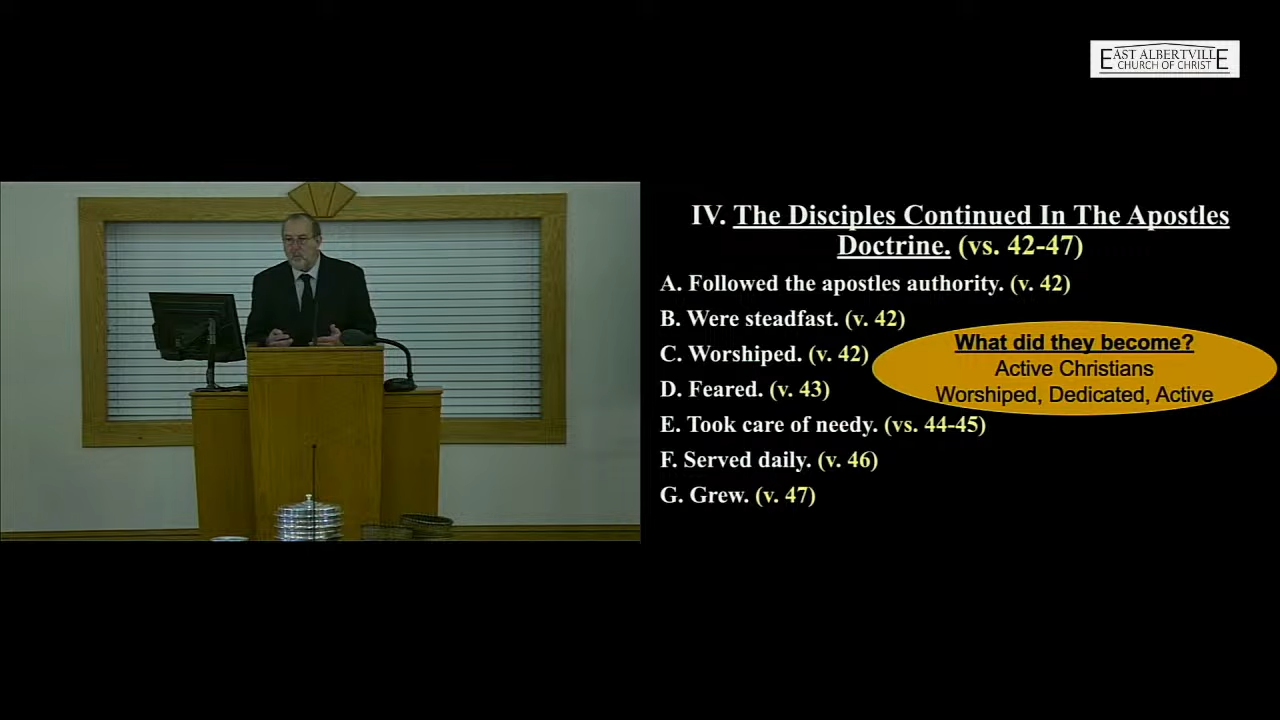 EAST ALBERTVILLE
CHURCH OF CHRIST
IV. The Disciples Continued In The Apostles
Doctrine. (vs. 42-47)
A. Followed the apostles authority. (v. 42)
B. Were steadfast. (v. 42)
C. Worshiped. (v. 42)
D. Feared. (v. 43)
E. Took care of needy. (vs. 44-45)
F. Served daily. (v. 46)
G. Grew. (v. 47)
What did they become?
Active Christians
Worshiped, Dedicated, Active